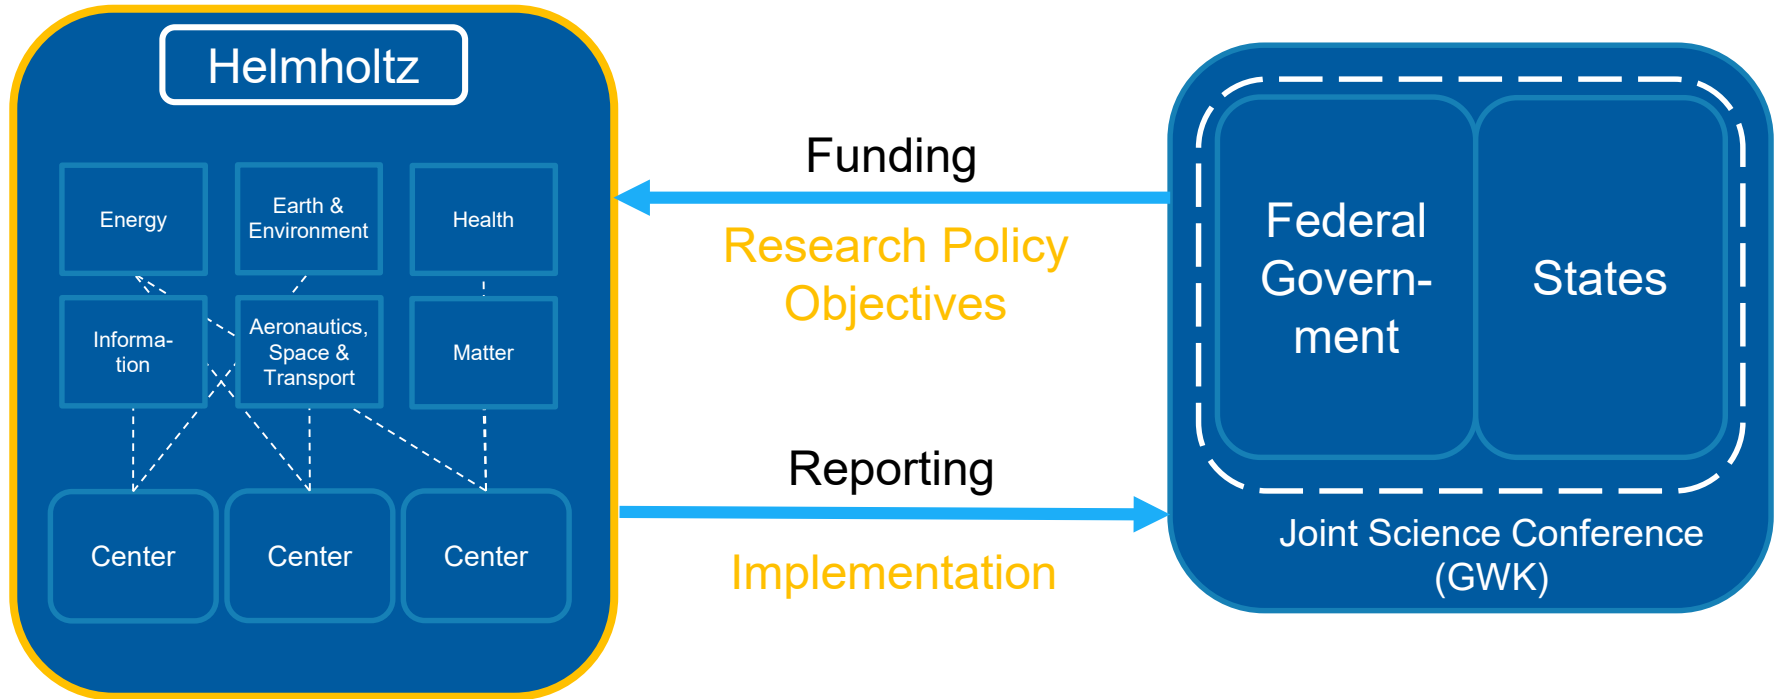 Helmholtz
Energy
Earth &
Environment
Health
Informa-
tion
Aeronautics,
Space &
Transport
Matter
Center
Center
Center
Funding
Research Policy
Objectives
Reporting
Implementation
Federal
Govern-
ment
States
Joint Science Conference
(GWK)